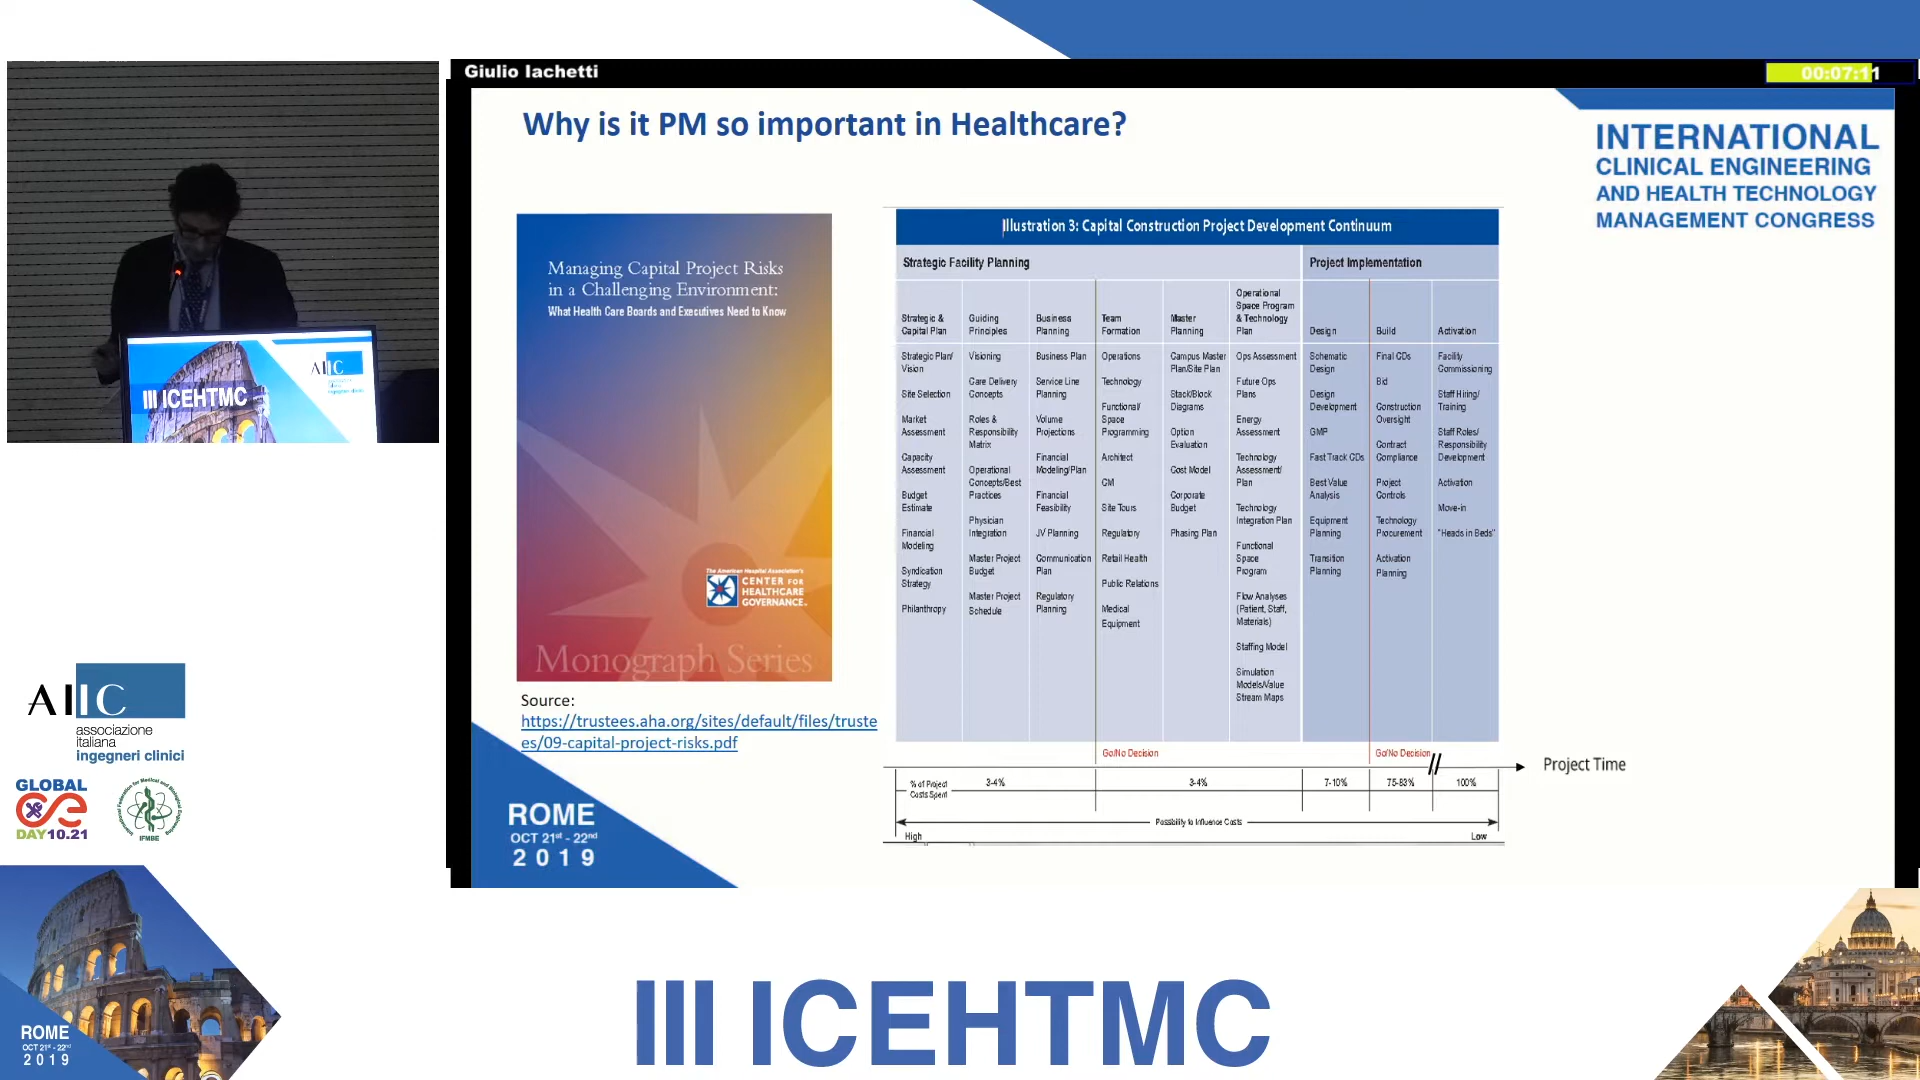 Giulio Iachetti
00:07:11
Why is it PM so important in Healthcare?
INTERNATIONAL
CLINICAL ENGINEERING
AND HEALTH TECHNOLOGY
MANAGEMENT CONGRESS
Managing Capital Project Risks
in a Challenging Environment:
What Health Care Boards and Executives Need to Know
The American Hospital Association's
CENTER FOR
HEALTHCARE
GOVERNANCE
Monograph Series
Source:
https://trustees.aha.org/sites/default/files/truste
es/09-capital-project-risks.pdf
Illustration 3: Capital Construction Project Development Continuum
Strategic Facility Planning
Project Implementation
Strategic &
Capital Plan
Strategic Plan/
Vision
Site Selection
Market
Assessment
Capacity
Assessment
Budget
Estimate
Financial
Modeling
Syndication
Strategy
Philanthropy
Guiding
Principles
Visioning
Care Delivery
Concepts
Roles &
Responsibility
Matrix
Operational
Concepts/Best
Practices
Physician
Integration
Master Project
Budget
Master Project
Schedule
Business
Planning
Business Plan
Service Line
Planning
Volume
Projections
Financial
Modeling/Plan
Financial
Feasibility
JV Planning
Communication
Plan
Regulatory
Planning
Team
Formation
Operations
Technology
Functional/
Space
Programming
Architect
CM
Site Tours
Regulatory
Retail Health
Public Relations
Medical
Equipment
Master
Planning
Campus Master
Plan/Site Plan
Stack/Block
Diagrams
Option
Evaluation
Cost Model
Corporate
Budget
Phasing Plan
Operational
Space Program
& Technology
Plan
Ops Assessment
Future Ops
Plans
Energy
Assessment
Technology
Assessment/
Plan
Technology
Integration Plan
Functional
Space
Program
Flow Analyses
(Patient, Staff,
Materials)
Staffing Model
Simulation
Models/Value
Stream Maps
Design
Schematic
Design
Design
Development
GMP
Fast Track CDs
Best Value
Analysis
Equipment
Planning
Transition
Planning
Build
Final CDs
Bid
Construction
Oversight
Contract
Compliance
Project
Controls
Technology
Procurement
Activation
Planning
Activation
Facility
Commissioning
Staff Hiring/
Training
Staff Roles/
Responsibility
Development
Activation
Move-in
"Heads in Beds"
Go/No Decision
Go/No Decision
Project Time
% of Project
Costs Spent
3-4%
3-4%
7-10%
75-83%
100%
Possibility to Influence Costs
High
Low
ROME
OCT 21st - 22nd
2019
AIIC
III ICEHTMC
AIIC
associazione
italiana
ingegneri clinici
GLOBAL
CE
DAY10.21
International Federation for Medical and Biological Engineering
IFMBE
ROME
OCT 21st - 22nd
2019
III ICEHTMC